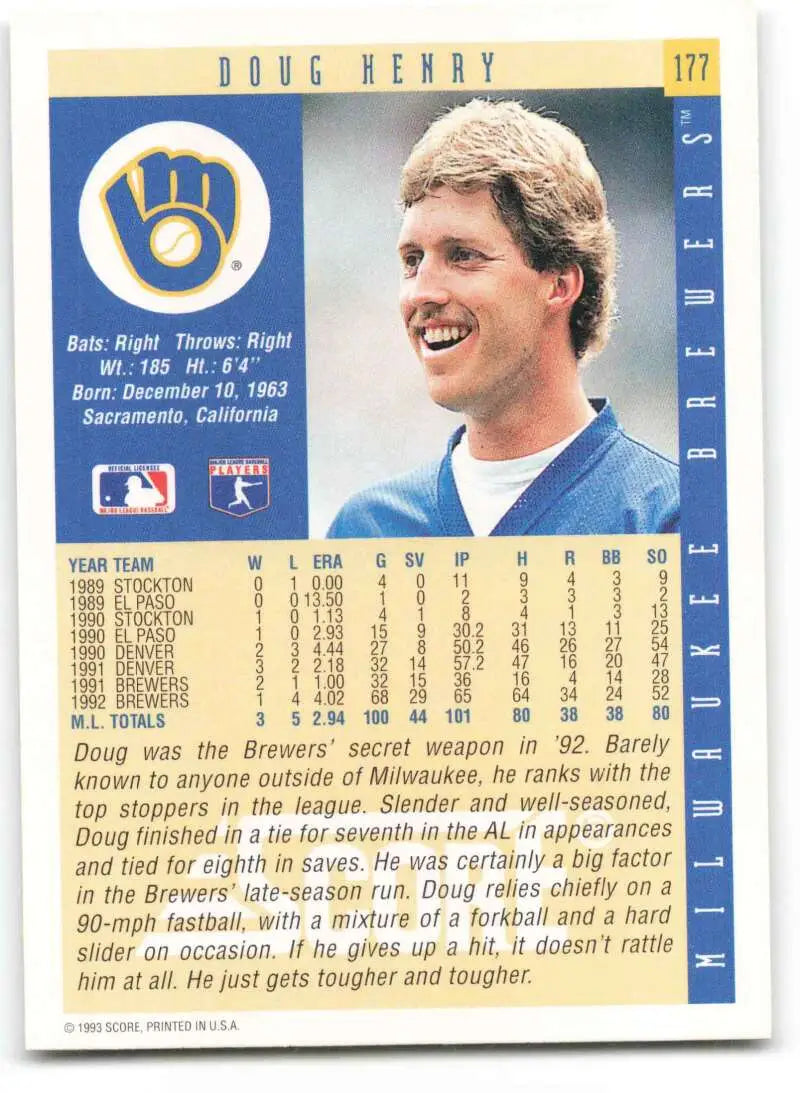 DOUG HENRY
177
MILWAUKEE BREWERS™
®
Bats: Right Throws: Right
Wt.: 185 Ht.: 6'4"
Born: December 10, 1963
Sacramento, California
OFFICIAL LICENSEE
MAJOR LEAGUE BASEBALL
MAJOR LEAGUE BASEBALL
PLAYERS
YEAR TEAM W L ERA G SV IP H R BB SO
1989 STOCKTON 0 1 0.00 4 0 11 9 4 3 9
1989 EL PASO 0 0 13.50 1 0 2 3 3 3 2
1990 STOCKTON 1 0 1.13 4 1 8 4 1 3 13
1990 EL PASO 1 0 2.93 15 9 30.2 31 13 11 25
1990 DENVER 2 3 4.44 27 8 50.2 46 26 27 54
1991 DENVER 3 2 2.18 32 14 57.2 47 16 20 47
1991 BREWERS 2 1 1.00 32 15 36 16 4 14 28
1992 BREWERS 1 4 4.02 68 29 65 64 34 24 52
M.L. TOTALS 3 5 2.94 100 44 101 80 38 38 80
Doug was the Brewers' secret weapon in '92. Barely
known to anyone outside of Milwaukee, he ranks with the
top stoppers in the league. Slender and well-seasoned,
Doug finished in a tie for seventh in the AL in appearances
and tied for eighth in saves. He was certainly a big factor
in the Brewers' late-season run. Doug relies chiefly on a
90-mph fastball, with a mixture of a forkball and a hard
slider on occasion. If he gives up a hit, it doesn't rattle
him at all. He just gets tougher and tougher.
SCORE®
© 1993 SCORE, PRINTED IN U.S.A.